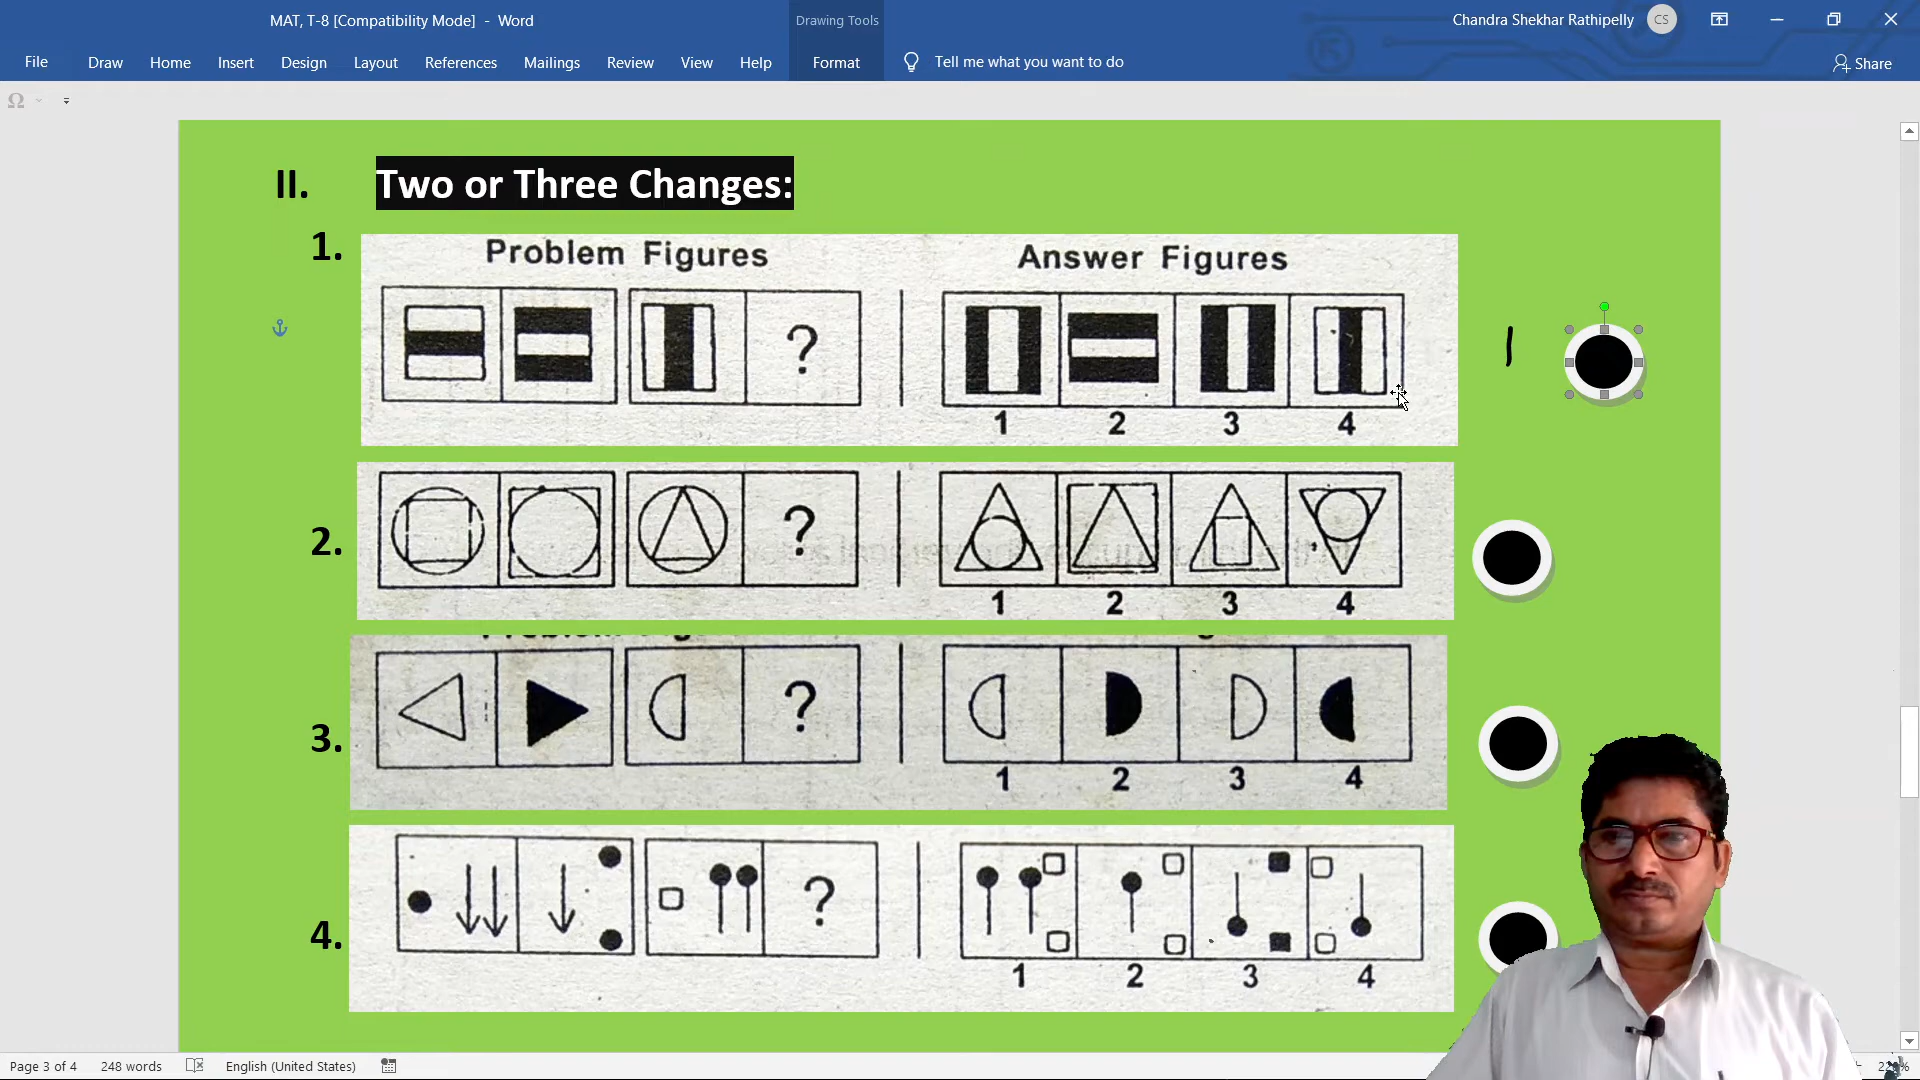 MAT, T-8 [Compatibility Mode] - Word
Drawing Tools
Chandra Shekhar Rathipelly
CS
File Draw Home Insert Design Layout References Mailings Review View Help Format Tell me what you want to do
Share
II. Two or Three Changes:
1.
Problem Figures
Answer Figures
?
1 2 3 4
1
2.
?
1 2 3 4
3.
?
1 2 3 4
4.
?
1 2 3 4
Page 3 of 4 248 words English (United States)